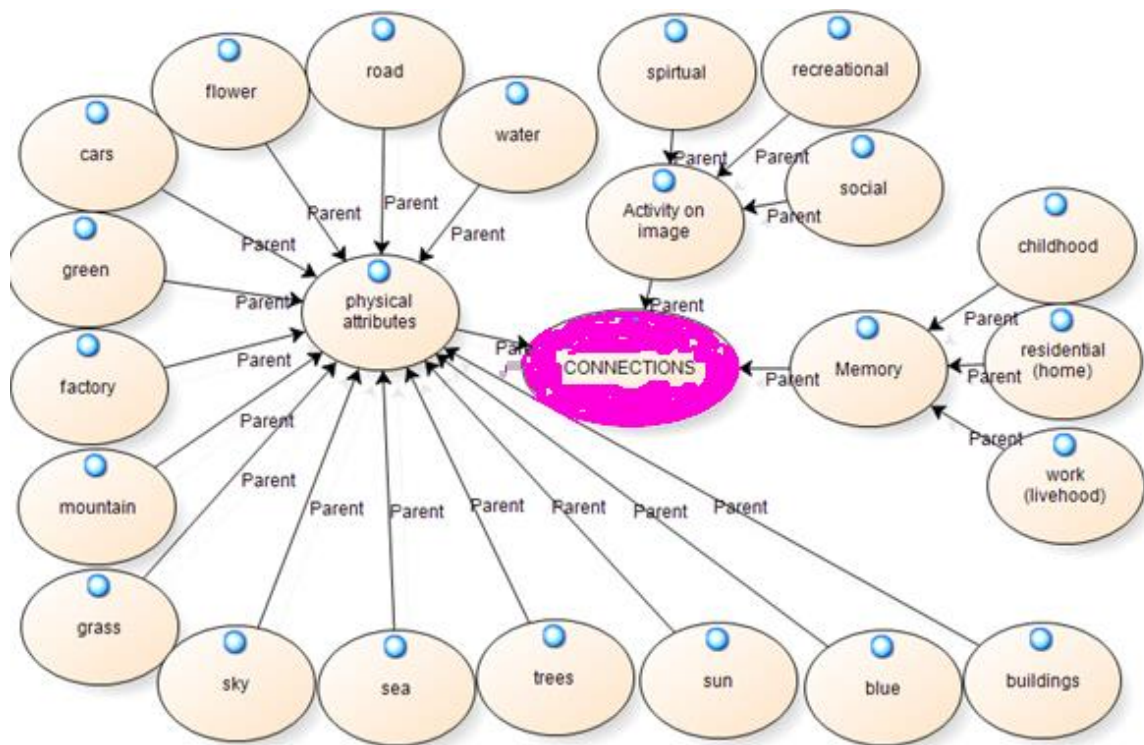 road
spirtual
recreational
flower
water
cars
Parent
Parent
social
Activity on
image
Parent
Parent
Parent
Parent
Parent
childhood
green
Parent
physical
attributes
Parent
Parent
residential
(home)
factory
Parent
CONNECTIONS
Parent
Memory
Parent
Parent
Parent
work
(livehood)
mountain
Parent
Parent
Parent
Parent
Parent
Parent
Parent
grass
sky
sea
trees
sun
blue
buildings